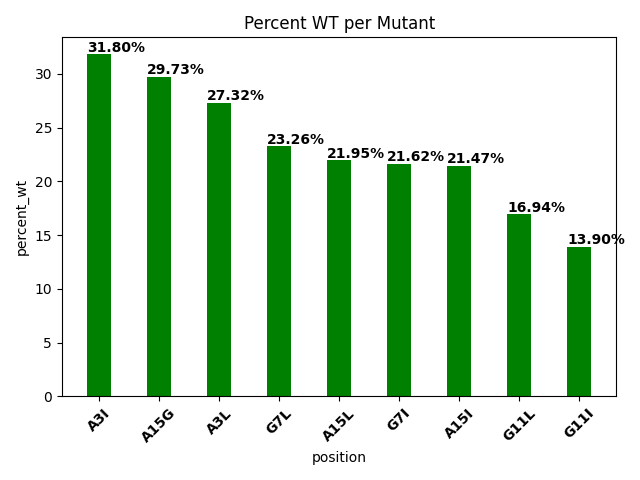 Percent WT per Mutant
percent_wt
30
25
20
15
10
5
0
31.80%
29.73%
27.32%
23.26%
21.95%
21.62%
21.47%
16.94%
13.90%
A3I
A15G
A3L
G7L
A15L
G7I
A15I
G11L
G11I
position